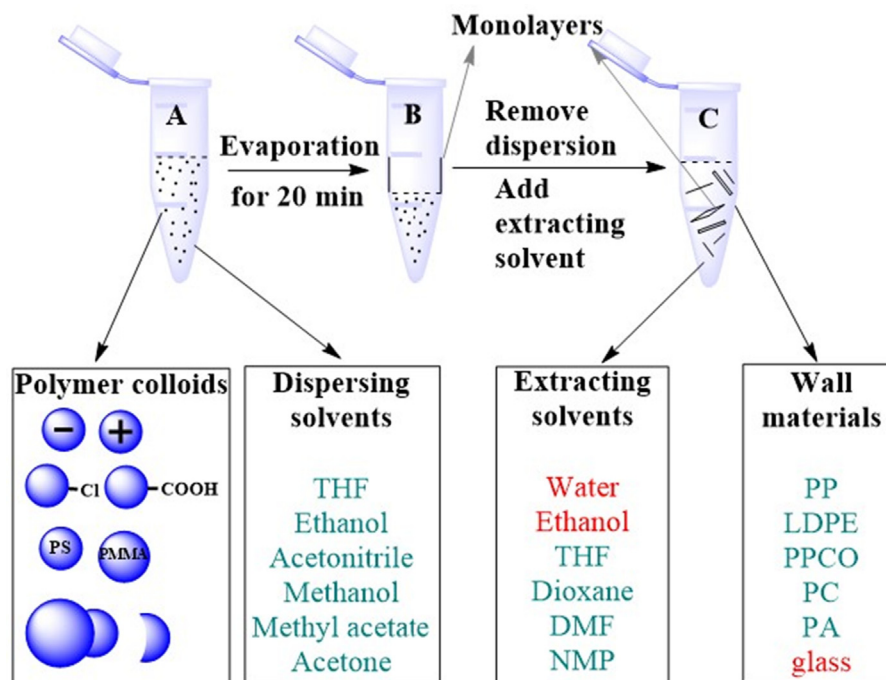 Monolayers
A
B
C
Evaporation
for 20 min
Remove
dispersion
Add
extracting
solvent
Polymer colloids
− +
Cl COOH
PS PMMA
Dispersing
solvents
THF
Ethanol
Acetonitrile
Methanol
Methyl acetate
Acetone
Extracting
solvents
Water
Ethanol
THF
Dioxane
DMF
NMP
Wall
materials
PP
LDPE
PPCO
PC
PA
glass